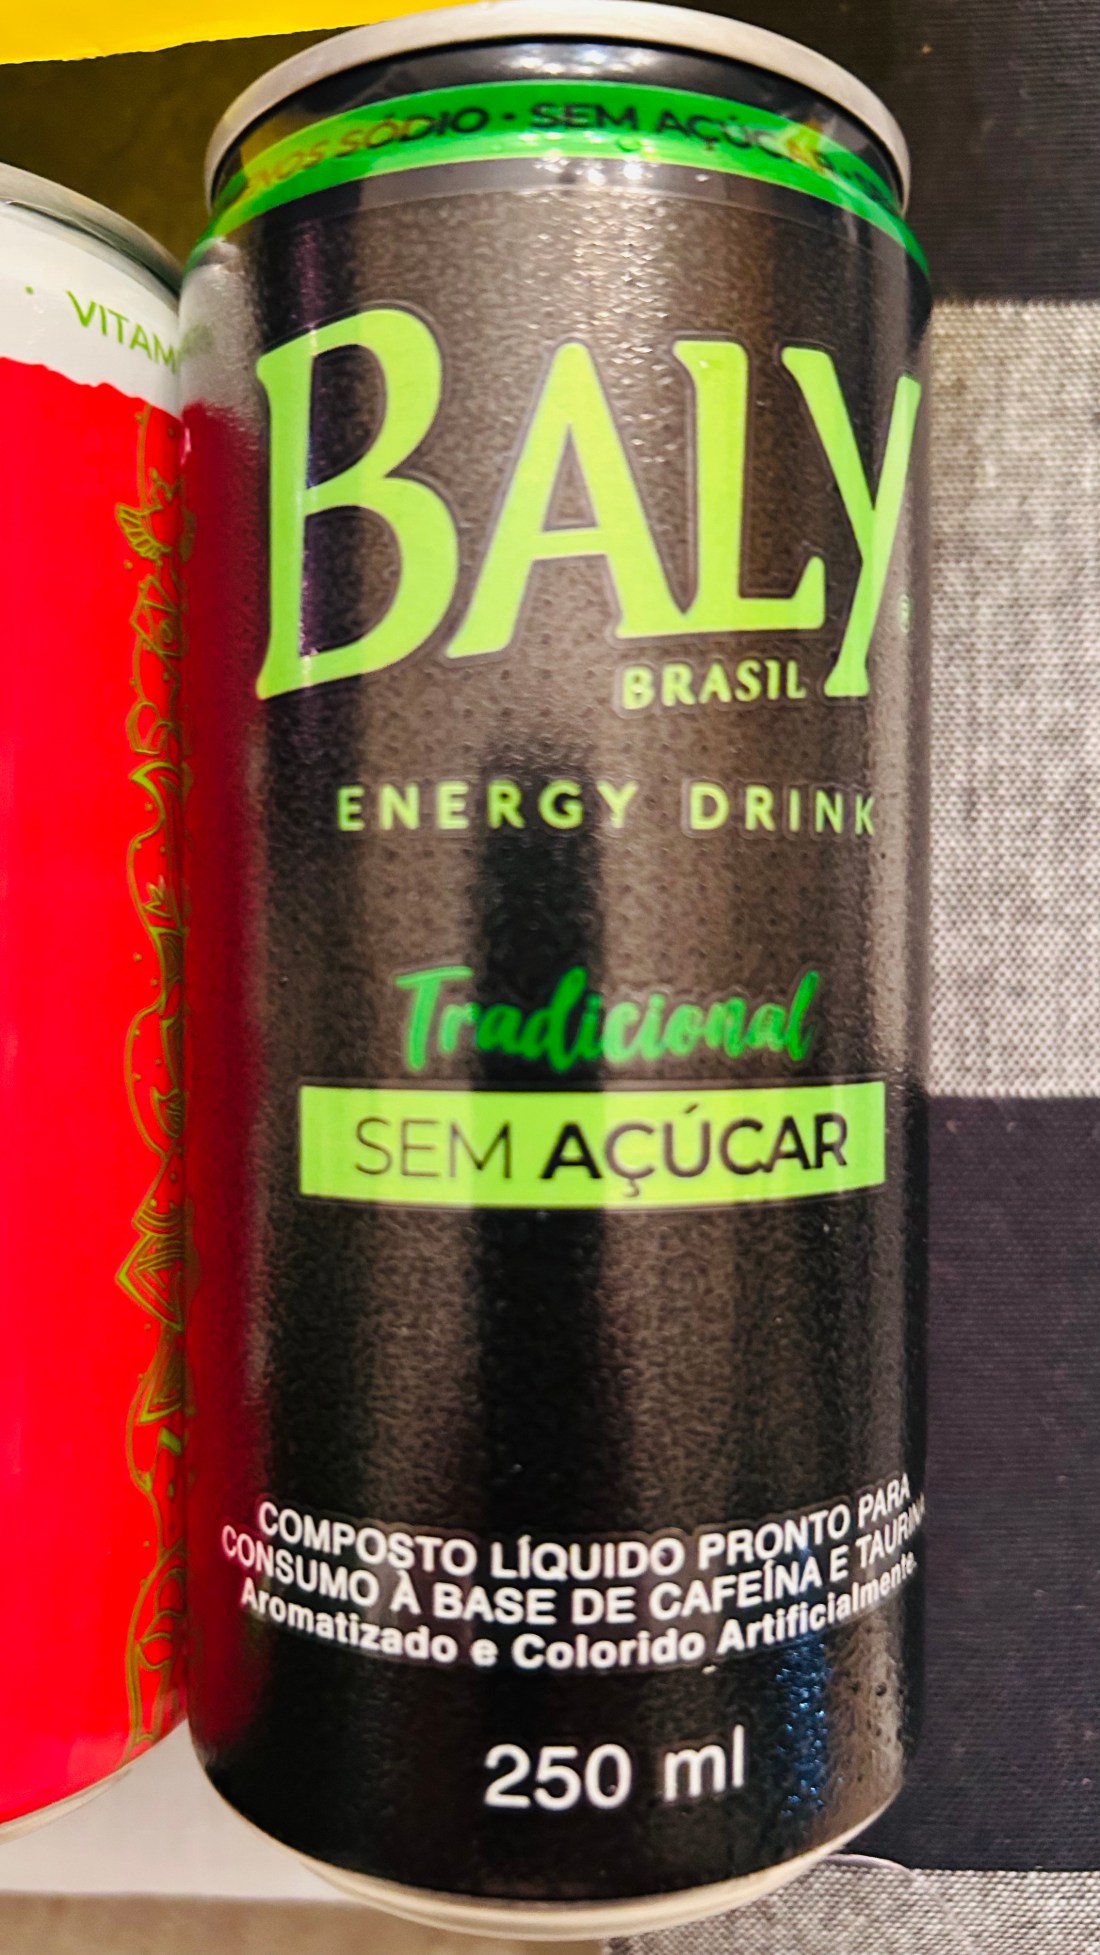 SÓDIO • SEM AÇÚCAR
VITAM
BALY
BRASIL
ENERGY DRINK
Tradicional
SEM AÇÚCAR
COMPOSTO LÍQUIDO PRONTO PARA
CONSUMO À BASE DE CAFEÍNA E TAURINA
Aromatizado e Colorido Artificialmente.
250 ml